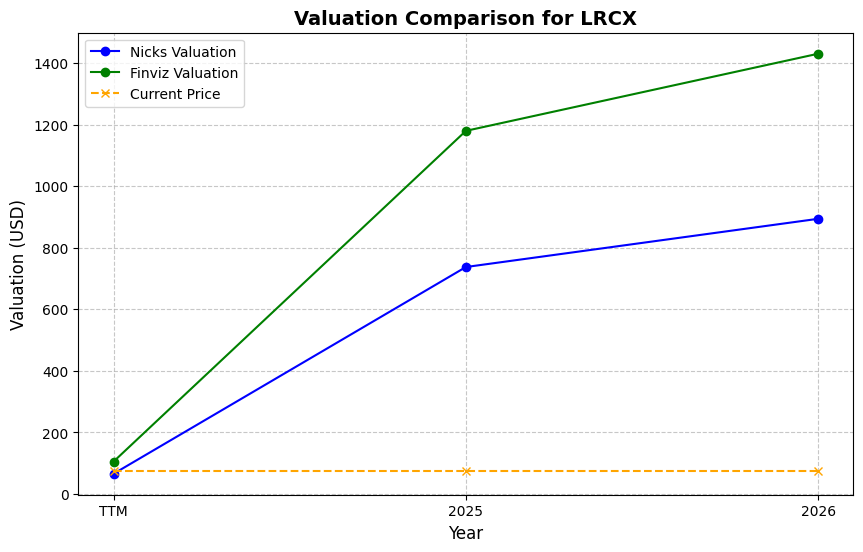 Valuation Comparison for LRCX
Nicks Valuation
Finviz Valuation
Current Price
Valuation (USD)
1400
1200
1000
800
600
400
200
0
TTM
2025
2026
Year